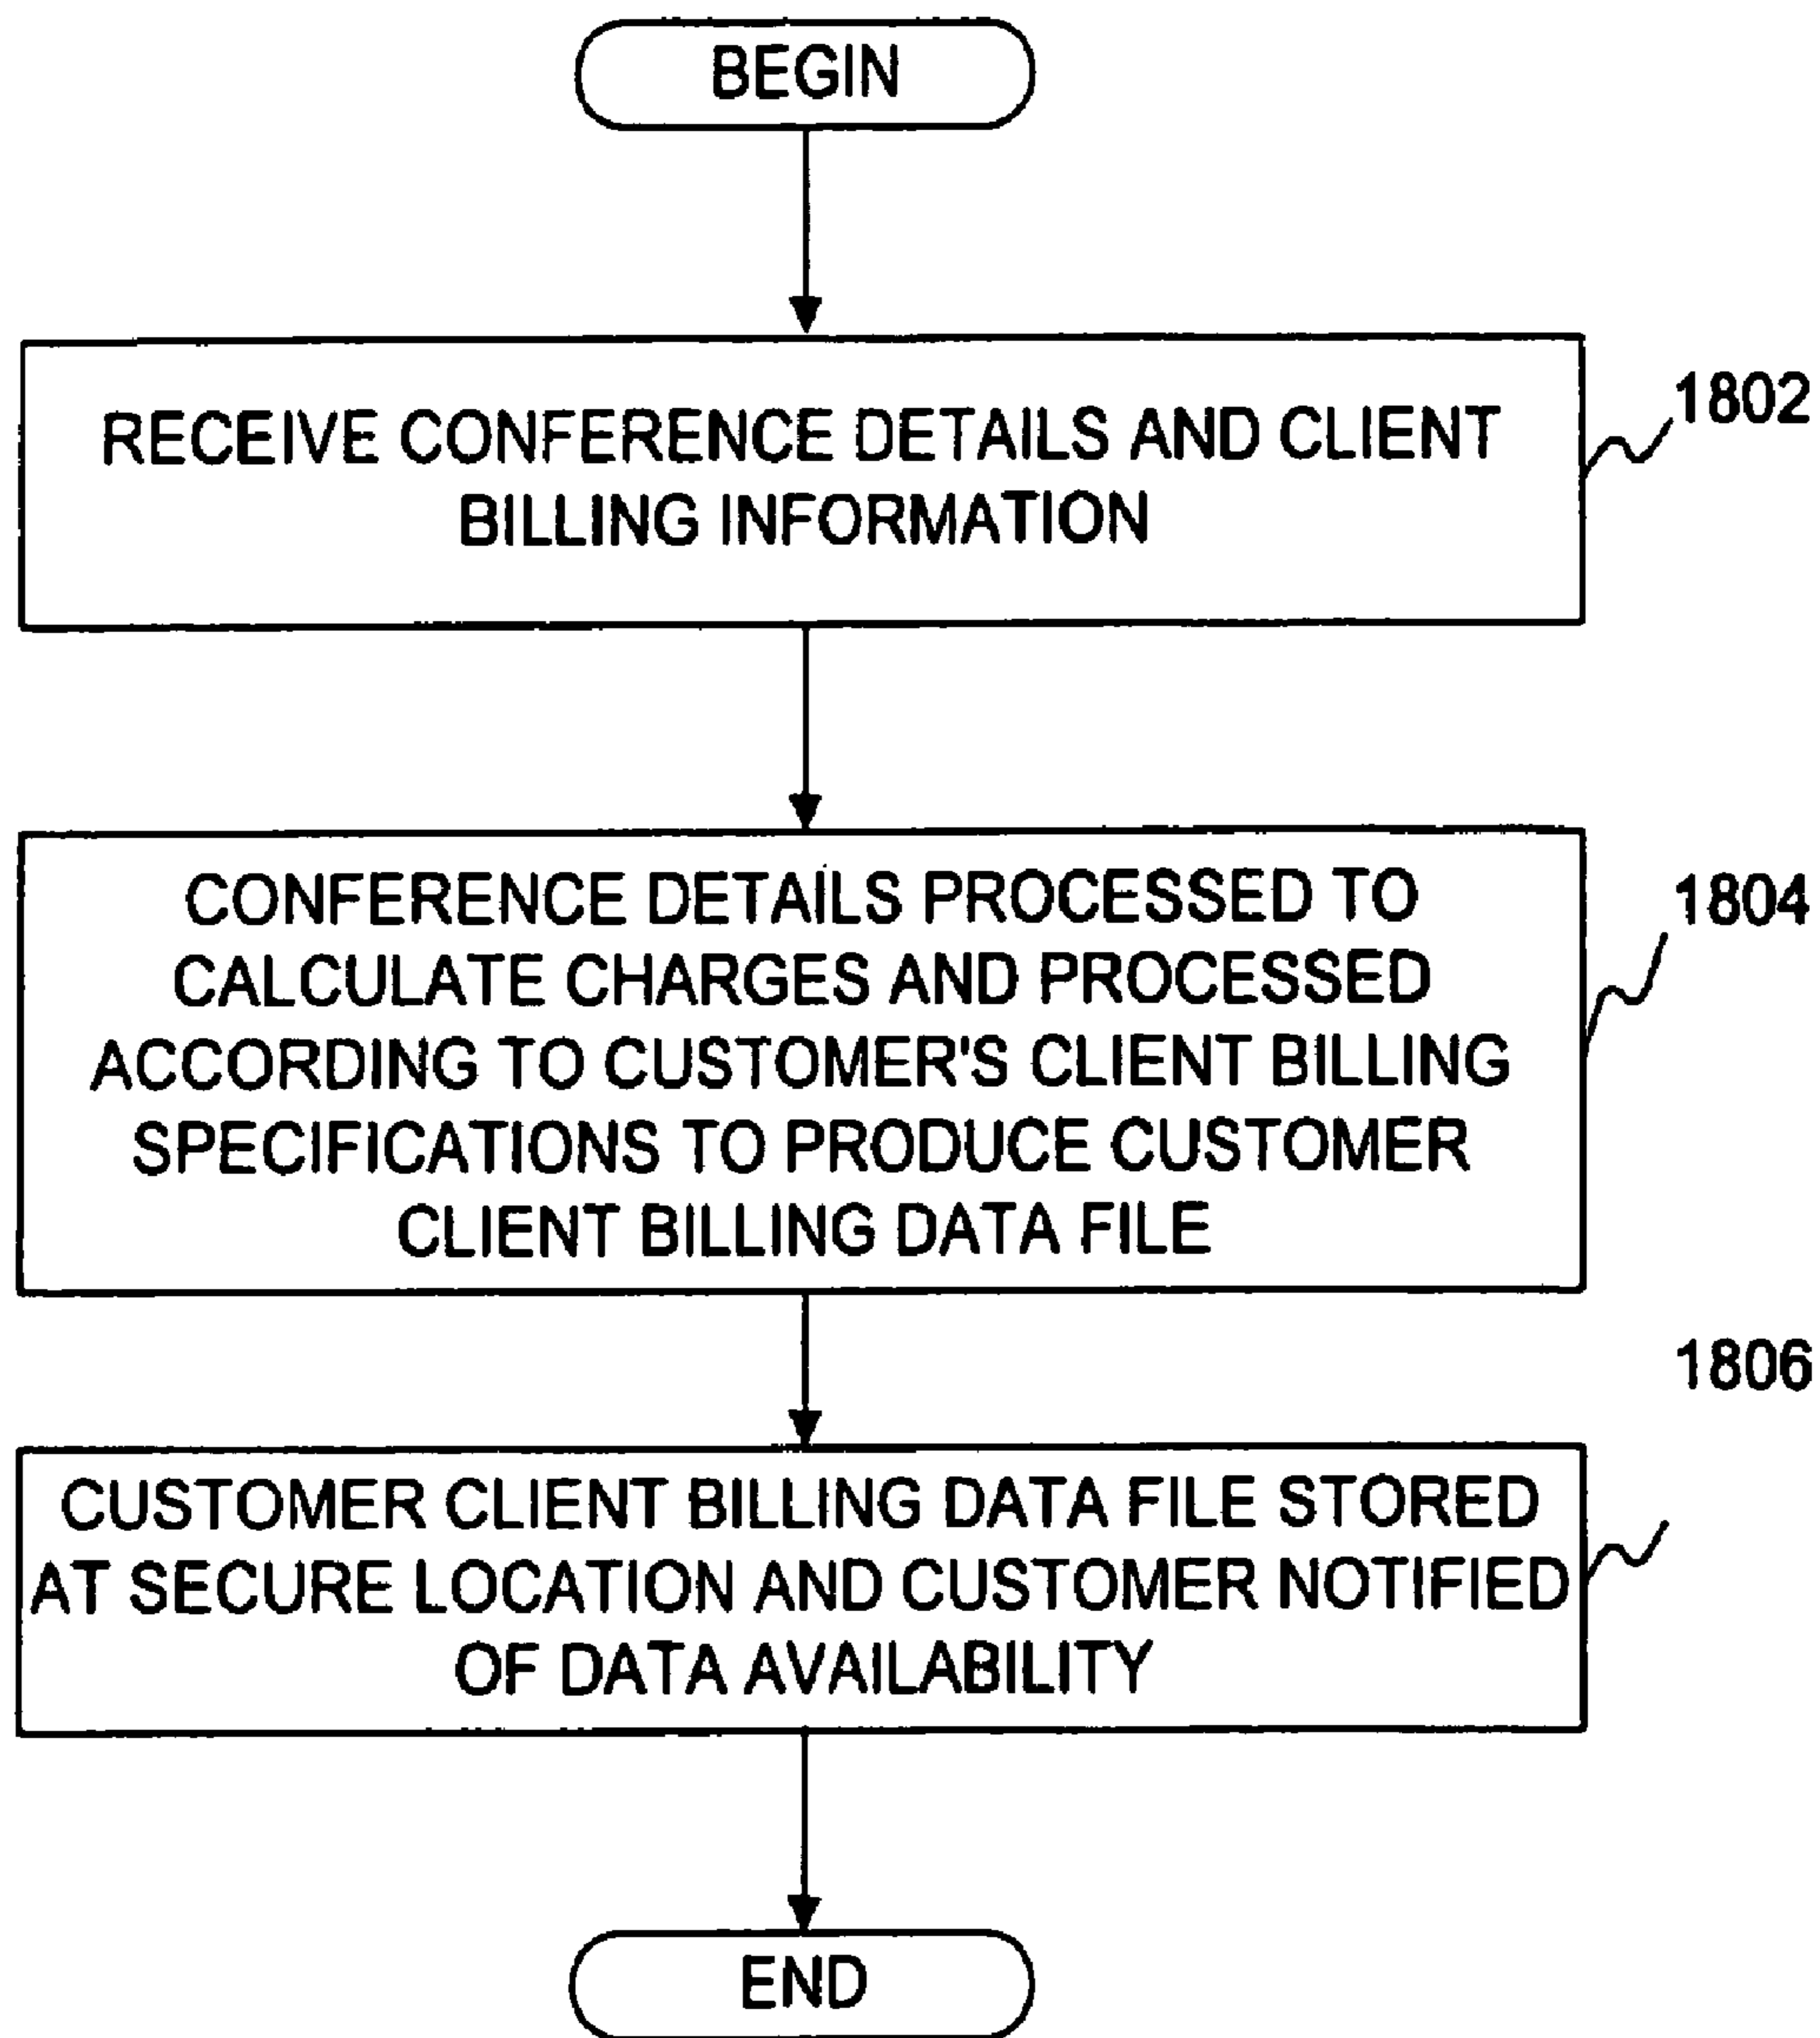 BEGIN
RECEIVE CONFERENCE DETAILS AND CLIENT
BILLING INFORMATION
1802
CONFERENCE DETAILS PROCESSED TO
CALCULATE CHARGES AND PROCESSED
ACCORDING TO CUSTOMER'S CLIENT BILLING
SPECIFICATIONS TO PRODUCE CUSTOMER
CLIENT BILLING DATA FILE
1804
CUSTOMER CLIENT BILLING DATA FILE STORED
AT SECURE LOCATION AND CUSTOMER NOTIFIED
OF DATA AVAILABILITY
1806
END